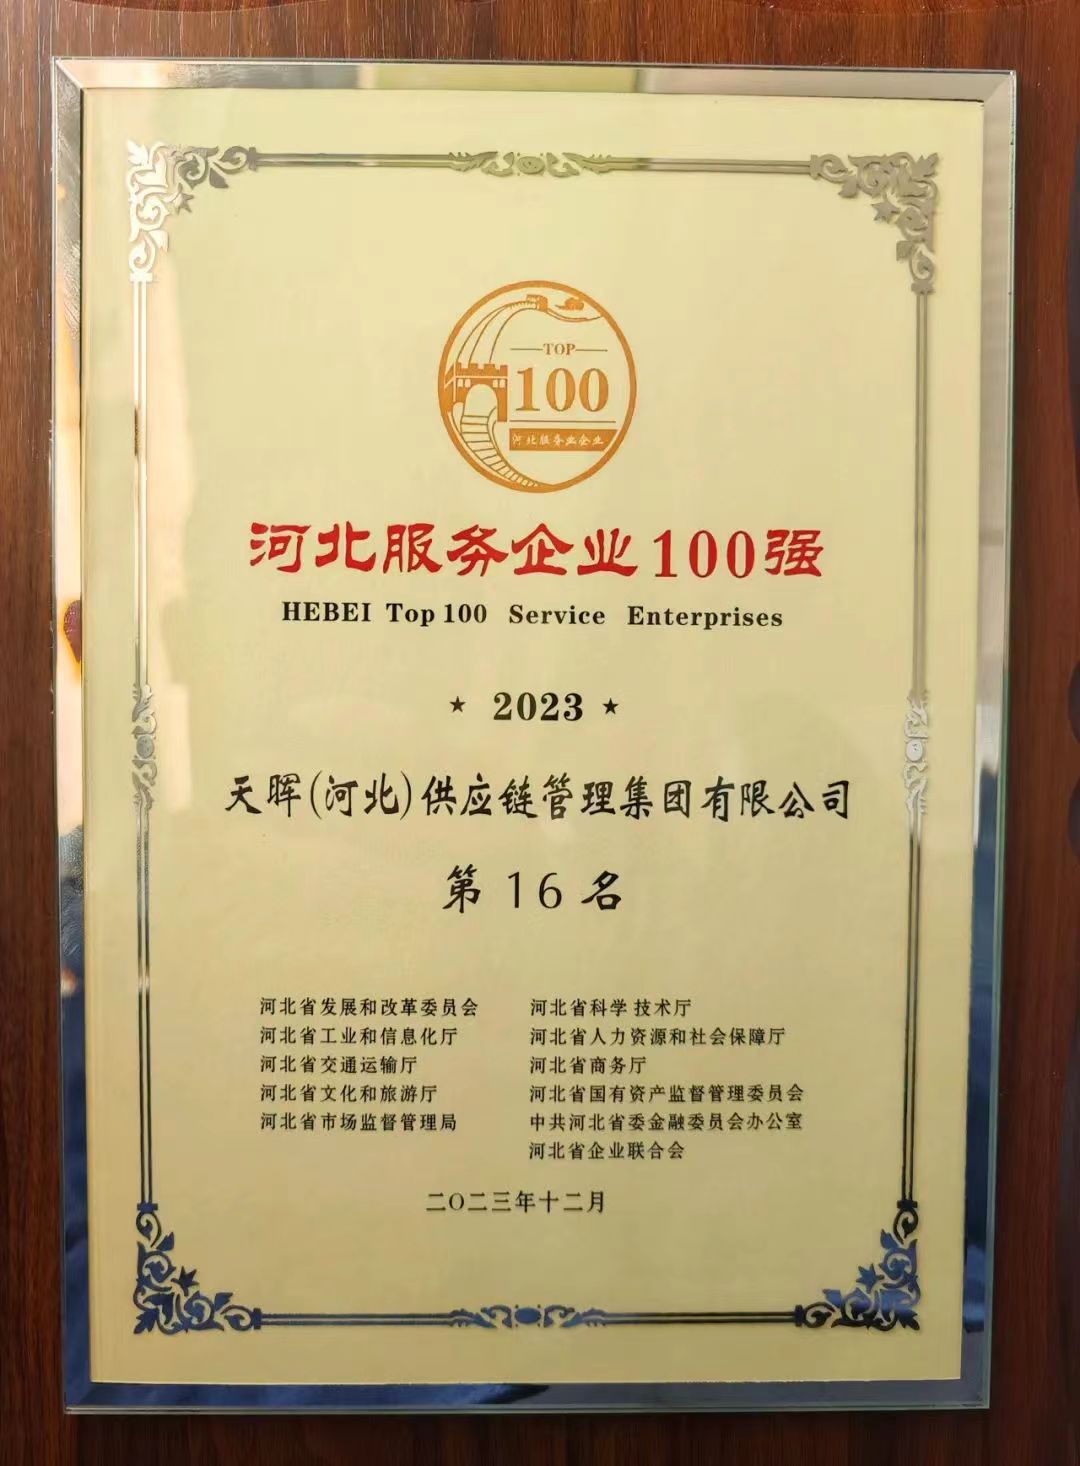 TOP
100
河北服务业企业
河北服务企业100强
HEBEI Top 100 Service Enterprises
★ 2023 ★
天晖(河北)供应链管理集团有限公司
第 16 名
河北省发展和改革委员会
河北省工业和信息化厅
河北省交通运输厅
河北省文化和旅游厅
河北省市场监督管理局
河北省科学技术厅
河北省人力资源和社会保障厅
河北省商务厅
河北省国有资产监督管理委员会
中共河北省委金融委员会办公室
河北省企业联合会
二〇二三年十二月